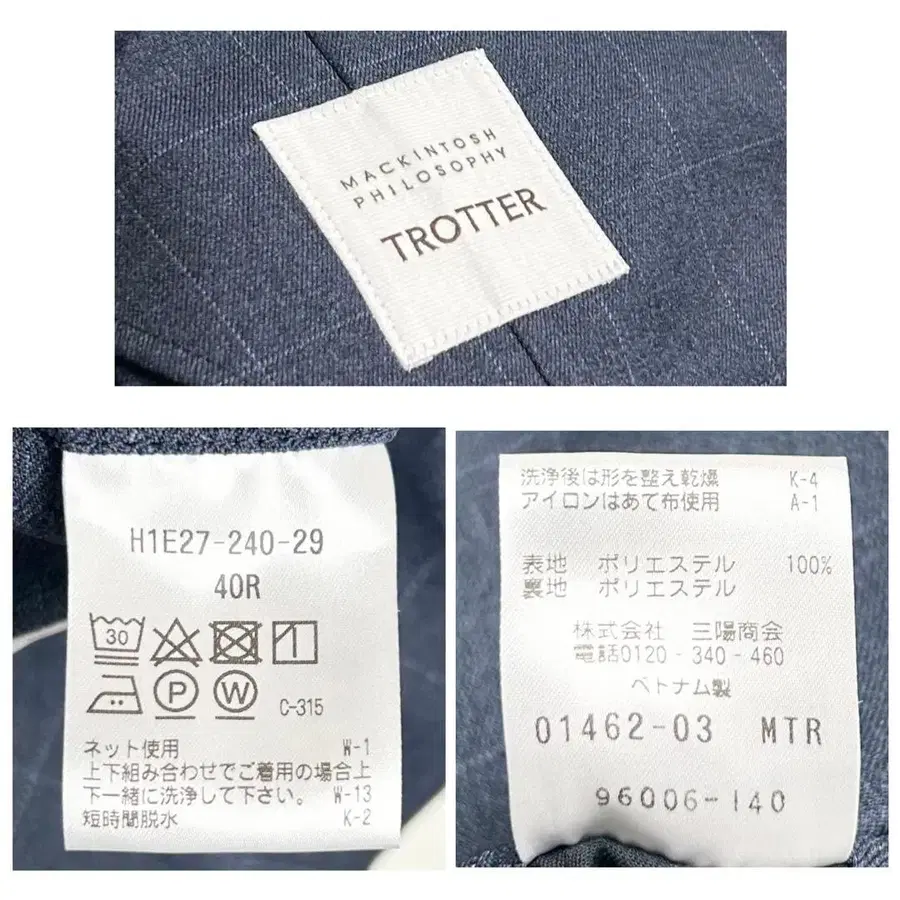 MACKINTOSH
PHILOSOPHY
TROTTER
H1E27-240-29
40R
30
P W C-315
ネット使用 W-1
上下組み合わせでご着用の場合上
下一緒に洗浄して下さい。 W-13
短時間脱水 K-2
洗浄後は形を整え乾燥 K-4
アイロンはあて布使用 A-1
表地 ポリエステル 100%
裏地 ポリエステル
株式会社 三陽商会
電話0120-340-460
ベトナム製
01462-03 MTR
96006-140